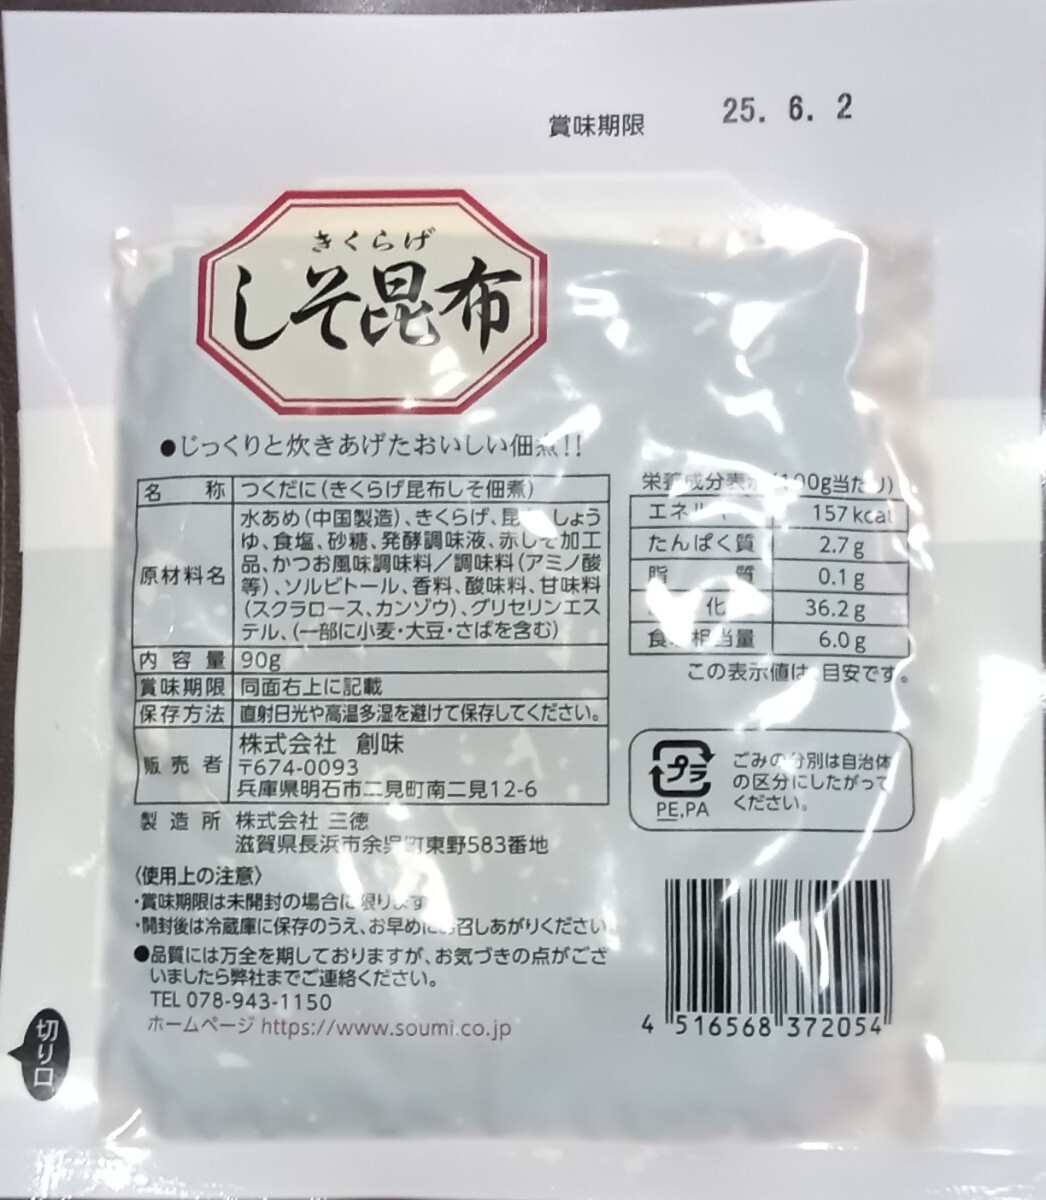 賞味期限 25. 6. 2
きくらげ
しそ昆布
●じっくりと炊きあげたおいしい佃煮!!
名称 つくだに(きくらげ昆布しそ佃煮)
原材料名 水あめ(中国製造)、きくらげ、昆 、しょう
ゆ、食塩、砂糖、発酵調味液、赤しそ加工
品、かつお風味調味料/調味料(アミノ酸
等)、ソルビトール、香料、酸味料、甘味料
(スクラロース、カンゾウ)、グリセリンエス
テル、(一部に小麦・大豆・さばを含む)
内容量 90g
賞味期限 同面右上に記載
保存方法 直射日光や高温多湿を避けて保存してください。
販売者 株式会社 創味
〒674-0093
兵庫県明石市二見町南二見12-6
製造所 株式会社 三徳
滋賀県長浜市余呉町東野583番地
〈使用上の注意〉
・賞味期限は未開封の場合に限ります
・開封後は冷蔵庫に保存のうえ、お早めにお召しあがりください。
●品質には万全を期しておりますが、お気づきの点がござ
いましたら弊社までご連絡ください。
TEL 078-943-1150
ホームページ https://www.soumi.co.jp
栄養成分表 (100g当たり)
エネルギー 157kcal
たんぱく質 2.7g
脂質 0.1g
化 36.2g
食 相当量 6.0g
この表示値は、目安です。
プラ
PE,PA
ごみの分別は自治体
の区分にしたがって
ください。
4 516568 372054
切り口